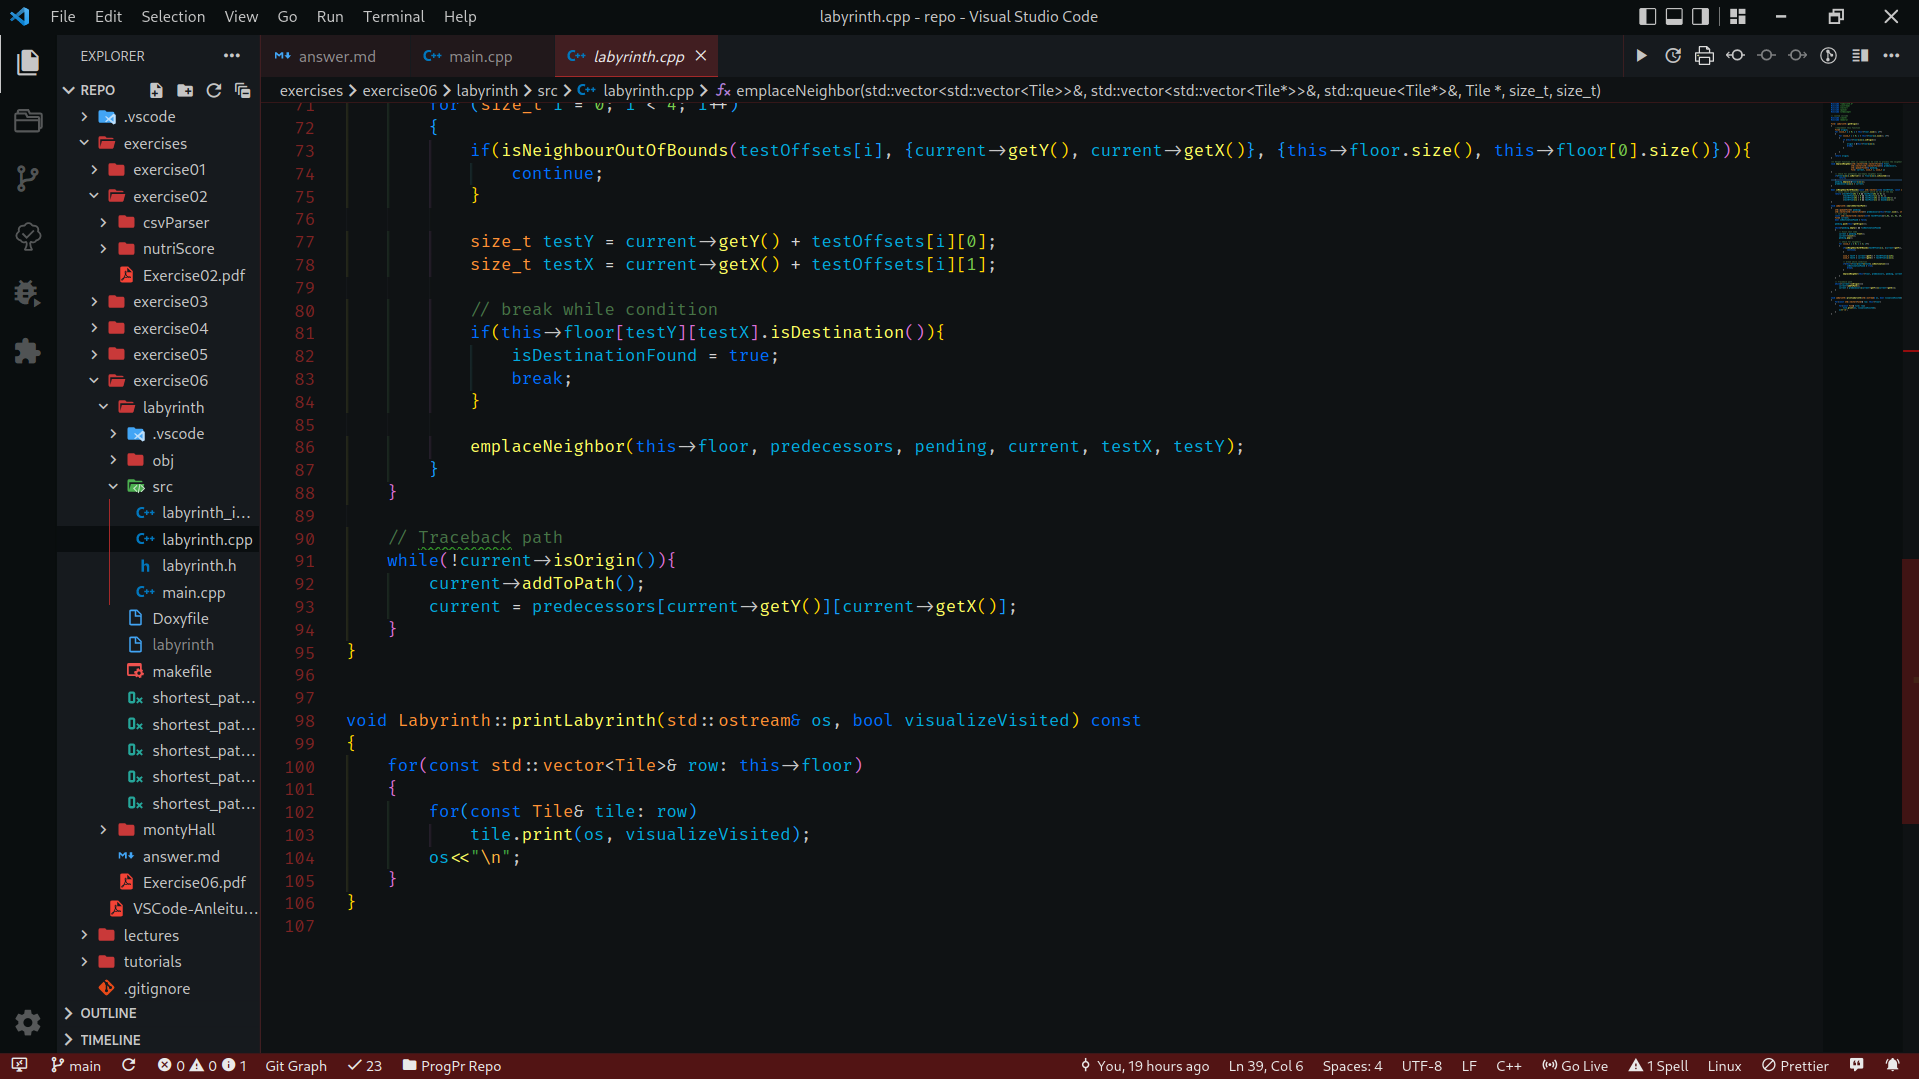 File Edit Selection View Go Run Terminal Help
labyrinth.cpp - repo - Visual Studio Code
EXPLORER
answer.md
main.cpp
labyrinth.cpp
REPO
exercises > exercise06 > labyrinth > src > labyrinth.cpp > emplaceNeighbor(std::vector<std::vector<Tile>>&, std::vector<std::vector<Tile*>>&, std::queue<Tile*>&, Tile *, size_t, size_t)
.vscode
exercises
exercise01
exercise02
csvParser
nutriScore
Exercise02.pdf
exercise03
exercise04
exercise05
exercise06
labyrinth
.vscode
obj
src
labyrinth_i...
labyrinth.cpp
labyrinth.h
main.cpp
Doxyfile
labyrinth
makefile
shortest_pat...
shortest_pat...
shortest_pat...
shortest_pat...
shortest_pat...
montyHall
answer.md
Exercise06.pdf
VSCode-Anleitu...
lectures
tutorials
.gitignore
OUTLINE
TIMELINE
71 for (size_t i = 0; i < 4; i++)
72 {
73 if(isNeighbourOutOfBounds(testOffsets[i], {current->getY(), current->getX()}, {this->floor.size(), this->floor[0].size()})){
74 continue;
75 }
76
77 size_t testY = current->getY() + testOffsets[i][0];
78 size_t testX = current->getX() + testOffsets[i][1];
79
80 // break while condition
81 if(this->floor[testY][testX].isDestination()){
82 isDestinationFound = true;
83 break;
84 }
85
86 emplaceNeighbor(this->floor, predecessors, pending, current, testX, testY);
87 }
88 }
89
90 // Traceback path
91 while(!current->isOrigin()){
92 current->addToPath();
93 current = predecessors[current->getY()][current->getX()];
94 }
95 }
96
97
98 void Labyrinth::printLabyrinth(std::ostream& os, bool visualizeVisited) const
99 {
100 for(const std::vector<Tile>& row: this->floor)
101 {
102 for(const Tile& tile: row)
103 tile.print(os, visualizeVisited);
104 os<<"\n";
105 }
106 }
107
main 0 0 1 Git Graph 23 ProgPr Repo You, 19 hours ago Ln 39, Col 6 Spaces: 4 UTF-8 LF C++ Go Live 1 Spell Linux Prettier